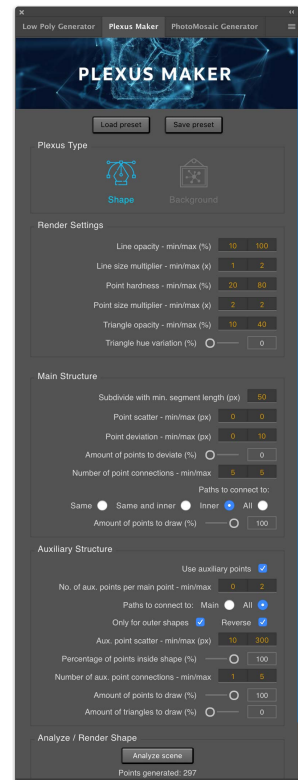 Low Poly Generator Plexus Maker PhotoMosaic Generator
PLEXUS MAKER
Load preset Save preset
Plexus Type
Shape Background
Render Settings
Line opacity - min/max (%) 10 100
Line size multiplier - min/max (x) 1 2
Point hardness - min/max (%) 20 80
Point size multiplier - min/max (x) 2 2
Triangle opacity - min/max (%) 10 40
Triangle hue variation (%) 0
Main Structure
Subdivide with min. segment length (px) 50
Point scatter - min/max (px) 0 0
Point deviation - min/max (px) 0 10
Amount of points to deviate (%) 0
Number of point connections - min/max 5 5
Paths to connect to:
Same Same and inner Inner All
Amount of points to draw (%) 100
Auxiliary Structure
Use auxiliary points
No. of aux. points per main point - min/max 0 2
Paths to connect to: Main All
Only for outer shapes Reverse
Aux. point scatter - min/max (px) 10 300
Percentage of points inside shape (%) 100
Number of aux. point connections - min/max 1 5
Amount of points to draw (%) 100
Amount of triangles to draw (%) 0
Analyze / Render Shape
Analyze scene
Points generated: 297